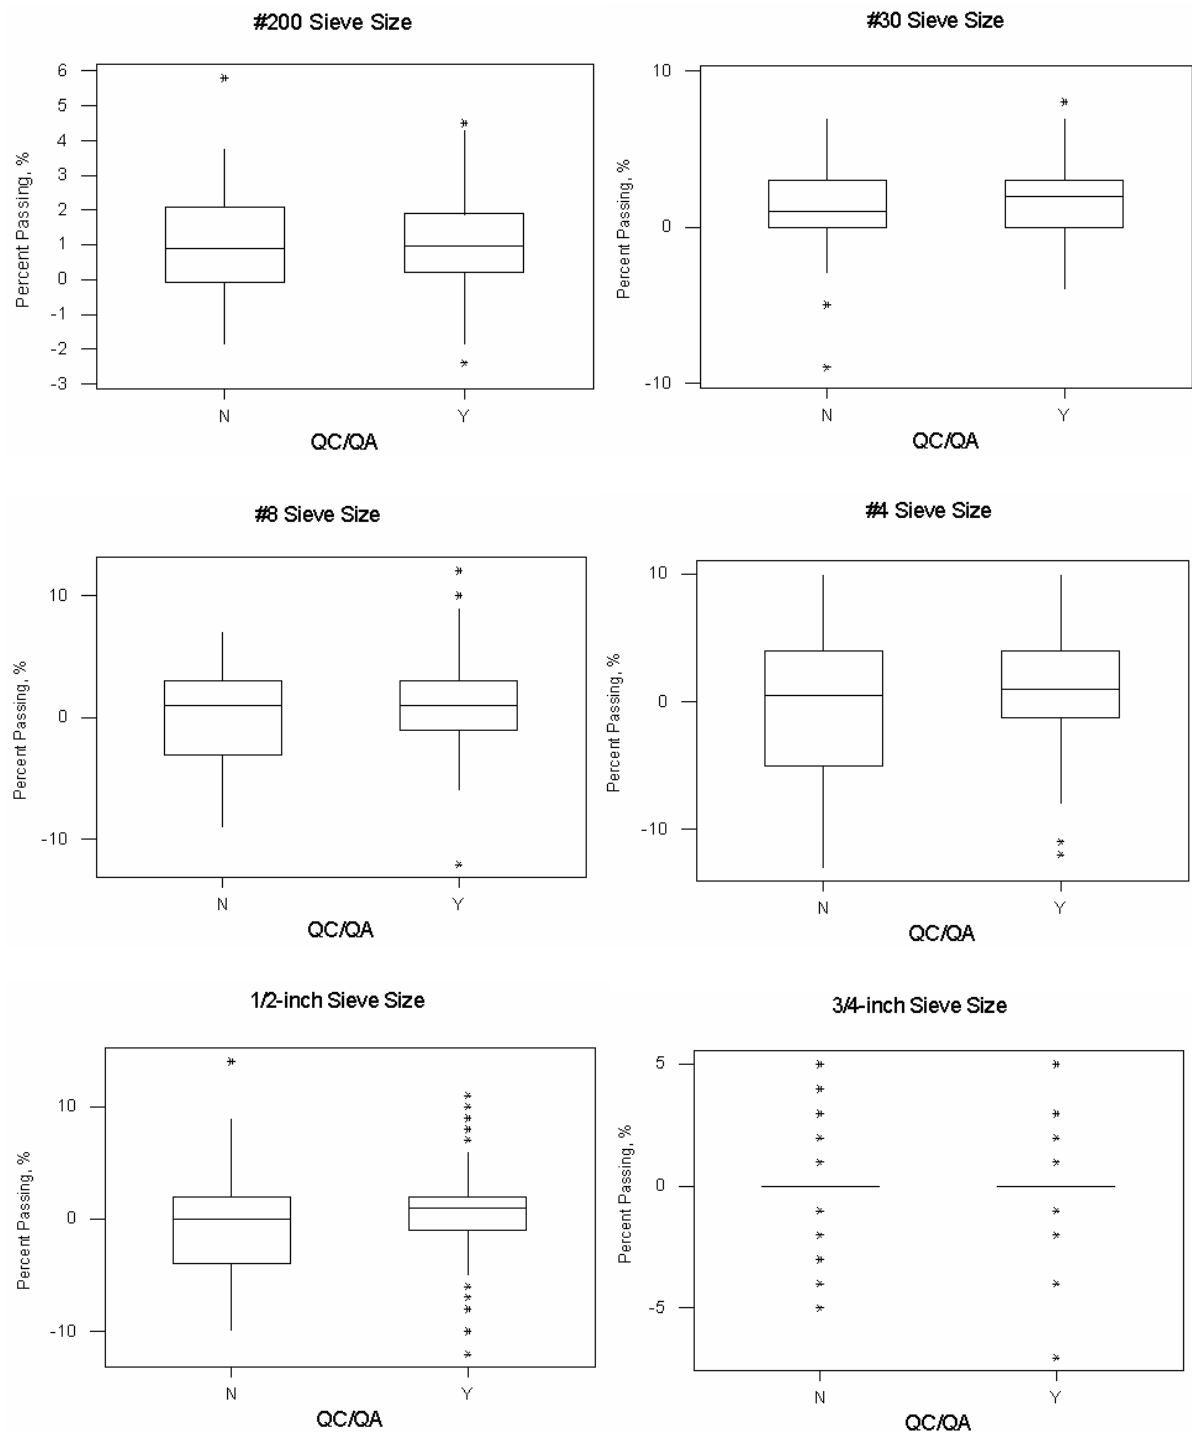 #200 Sieve Size
Percent Passing, %
6
5
4
3
2
1
0
-1
-2
-3
N
Y
QC/QA
#30 Sieve Size
Percent Passing, %
10
0
-10
N
Y
QC/QA
#8 Sieve Size
Percent Passing, %
10
0
-10
N
Y
QC/QA
#4 Sieve Size
Percent Passing, %
10
0
-10
N
Y
QC/QA
1/2-inch Sieve Size
Percent Passing, %
10
0
-10
N
Y
QC/QA
3/4-inch Sieve Size
Percent Passing, %
5
0
-5
N
Y
QC/QA